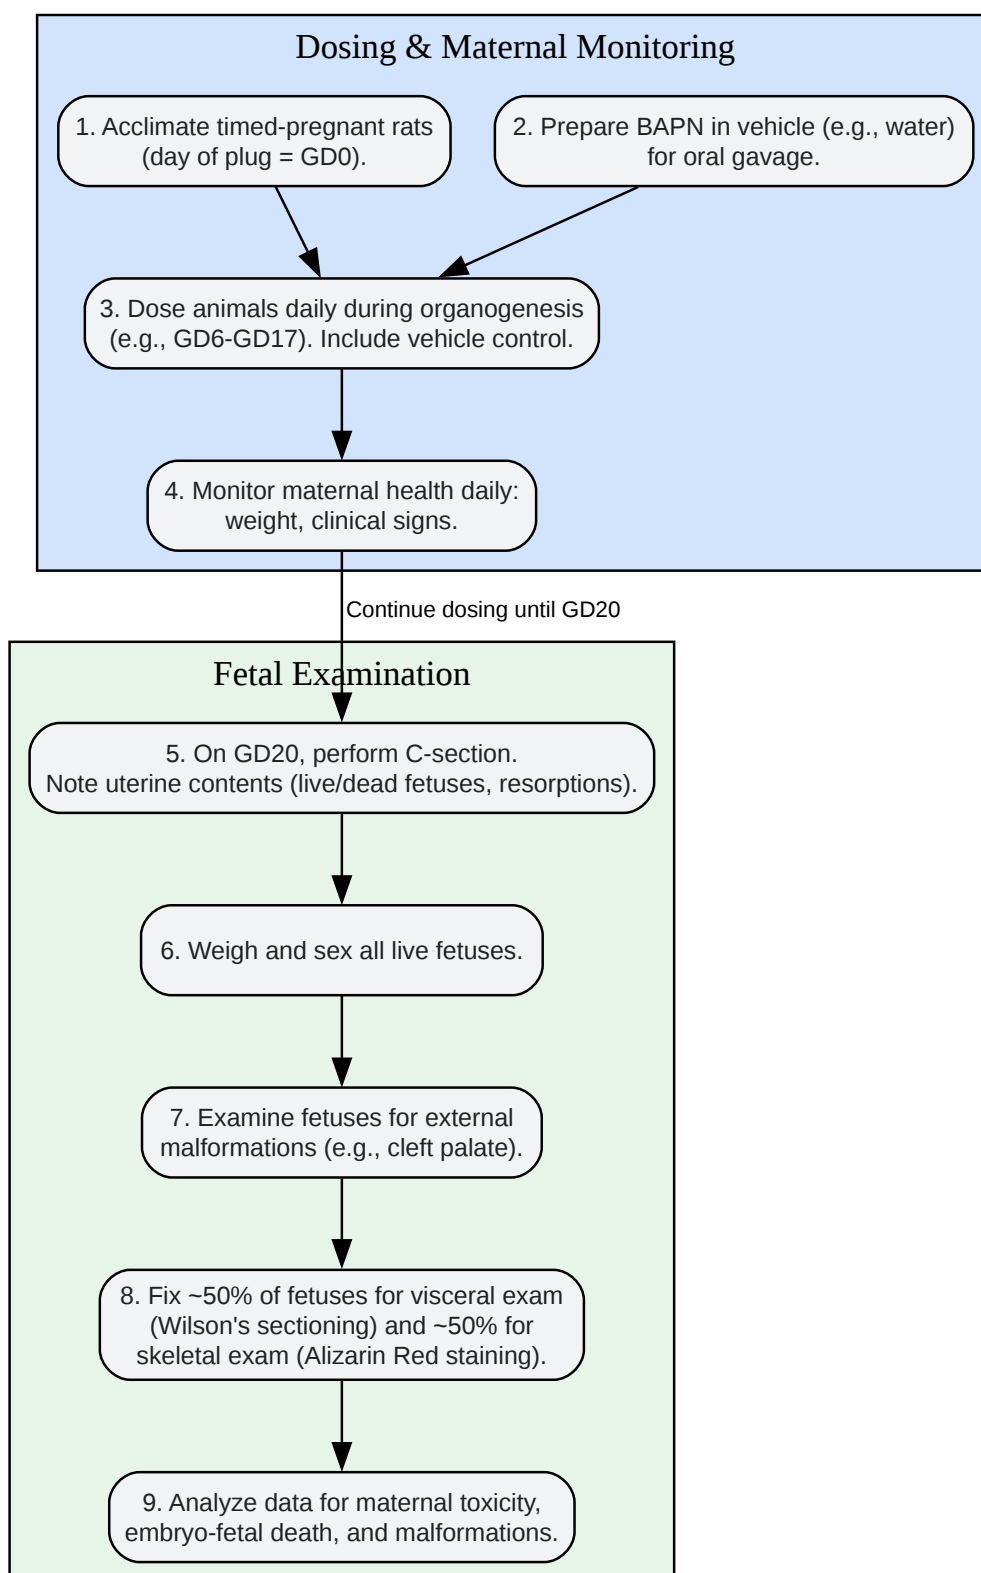 Dosing & Maternal Monitoring
1. Acclimate timed-pregnant rats
(day of plug = GD0).
2. Prepare BAPN in vehicle (e.g., water)
for oral gavage.
3. Dose animals daily during organogenesis
(e.g., GD6-GD17). Include vehicle control.
4. Monitor maternal health daily:
weight, clinical signs.
Continue dosing until GD20
Fetal Examination
5. On GD20, perform C-section.
Note uterine contents (live/dead fetuses, resorptions).
6. Weigh and sex all live fetuses.
7. Examine fetuses for external
malformations (e.g., cleft palate).
8. Fix ~50% of fetuses for visceral exam
(Wilson's sectioning) and ~50% for
skeletal exam (Alizarin Red staining).
9. Analyze data for maternal toxicity,
embryo-fetal death, and malformations.